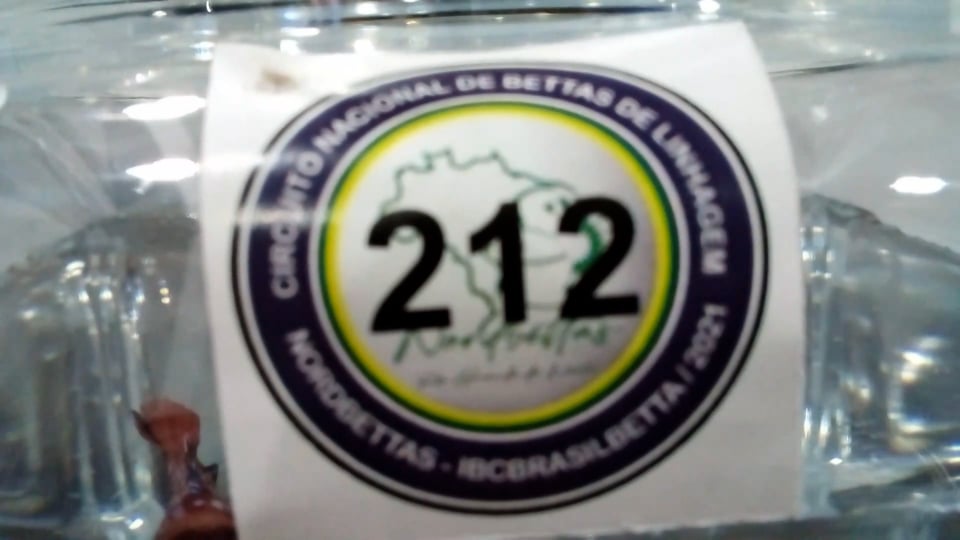 CIRCUITO NACIONAL DE BETTAS DE LINHAGEM
212
NORDBETTAS - IBCBRASILBETTA / 2021